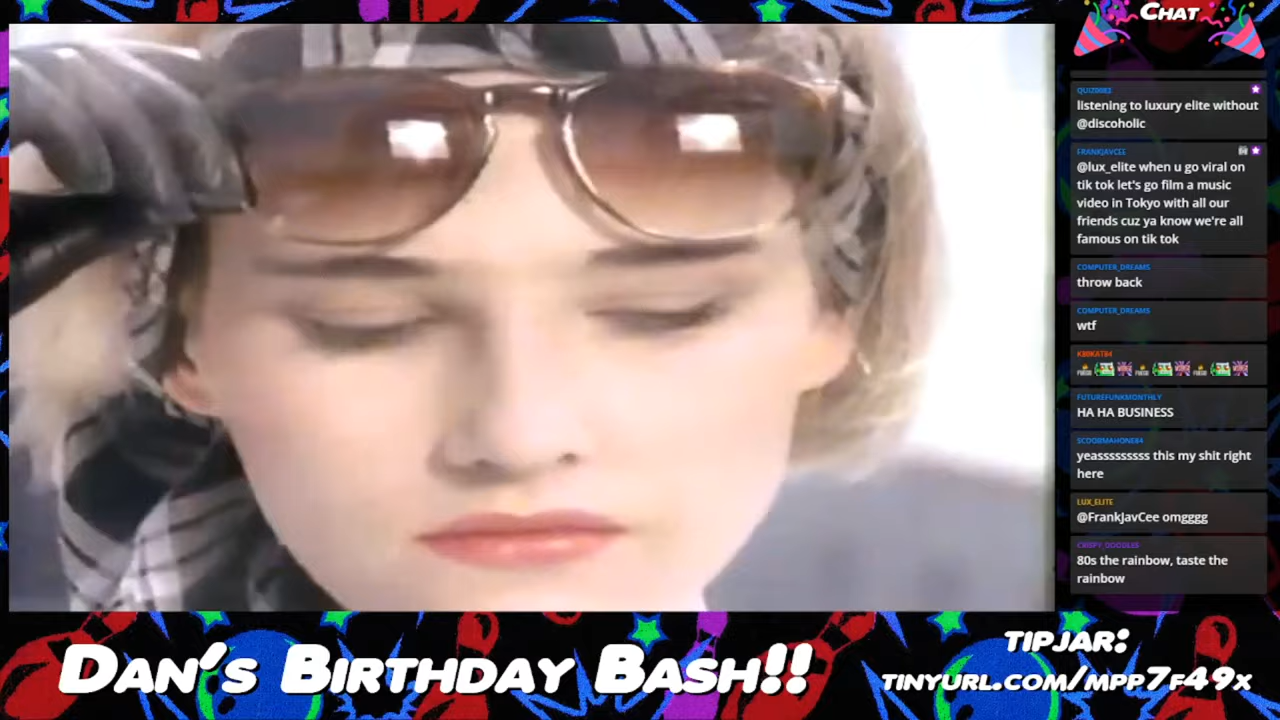 CHAT
listening to luxury elite without
@discoholic
FRANKJAVCEE
@lux_elite when u go viral on
tik tok let's go film a music
video in Tokyo with all our
friends cuz ya know we're all
famous on tik tok
COMPUTER_DREAMS
throw back
COMPUTER_DREAMS
wtf
FUTUREFUNKMONTHLY
HA HA BUSINESS
yeasssssssss this my shit right
here
LUX_ELITE
@FrankJavCee omgggg
CRISPY_DOODLES
80s the rainbow, taste the
rainbow
DAN'S BIRTHDAY BASH!!
TIPJAR:
TINYURL.COM/MPP7F49X